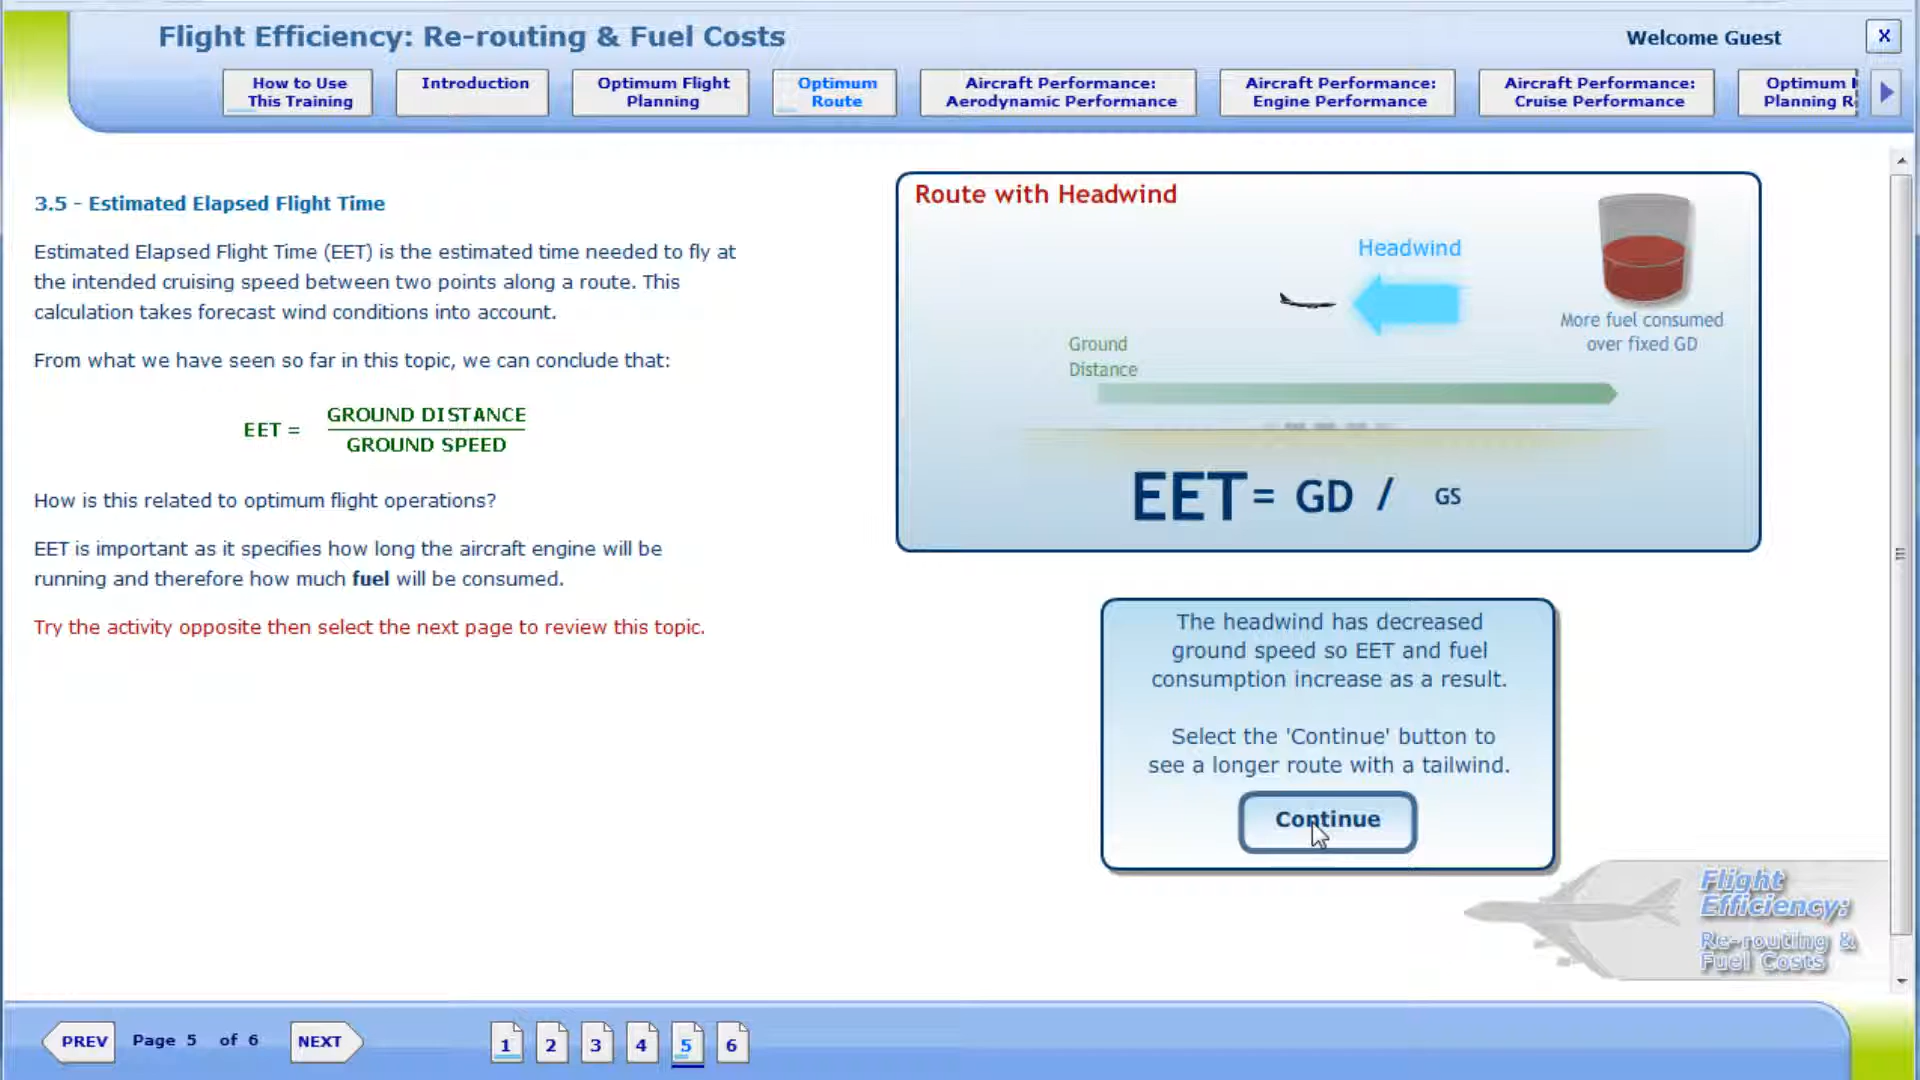 Flight Efficiency: Re-routing & Fuel Costs
Welcome Guest
X
How to Use
This Training
Introduction
Optimum Flight
Planning
Optimum
Route
Aircraft Performance:
Aerodynamic Performance
Aircraft Performance:
Engine Performance
Aircraft Performance:
Cruise Performance
Optimum
Planning R
3.5 - Estimated Elapsed Flight Time
Estimated Elapsed Flight Time (EET) is the estimated time needed to fly at
the intended cruising speed between two points along a route. This
calculation takes forecast wind conditions into account.
From what we have seen so far in this topic, we can conclude that:
EET = GROUND DISTANCE
GROUND SPEED
How is this related to optimum flight operations?
EET is important as it specifies how long the aircraft engine will be
running and therefore how much fuel will be consumed.
Try the activity opposite then select the next page to review this topic.
Route with Headwind
Headwind
More fuel consumed
over fixed GD
Ground
Distance
EET = GD / GS
The headwind has decreased
ground speed so EET and fuel
consumption increase as a result.
Select the 'Continue' button to
see a longer route with a tailwind.
Continue
Flight
Efficiency:
Re-routing &
Fuel Costs
PREV
Page 5 of 6
NEXT
1 2 3 4 5 6